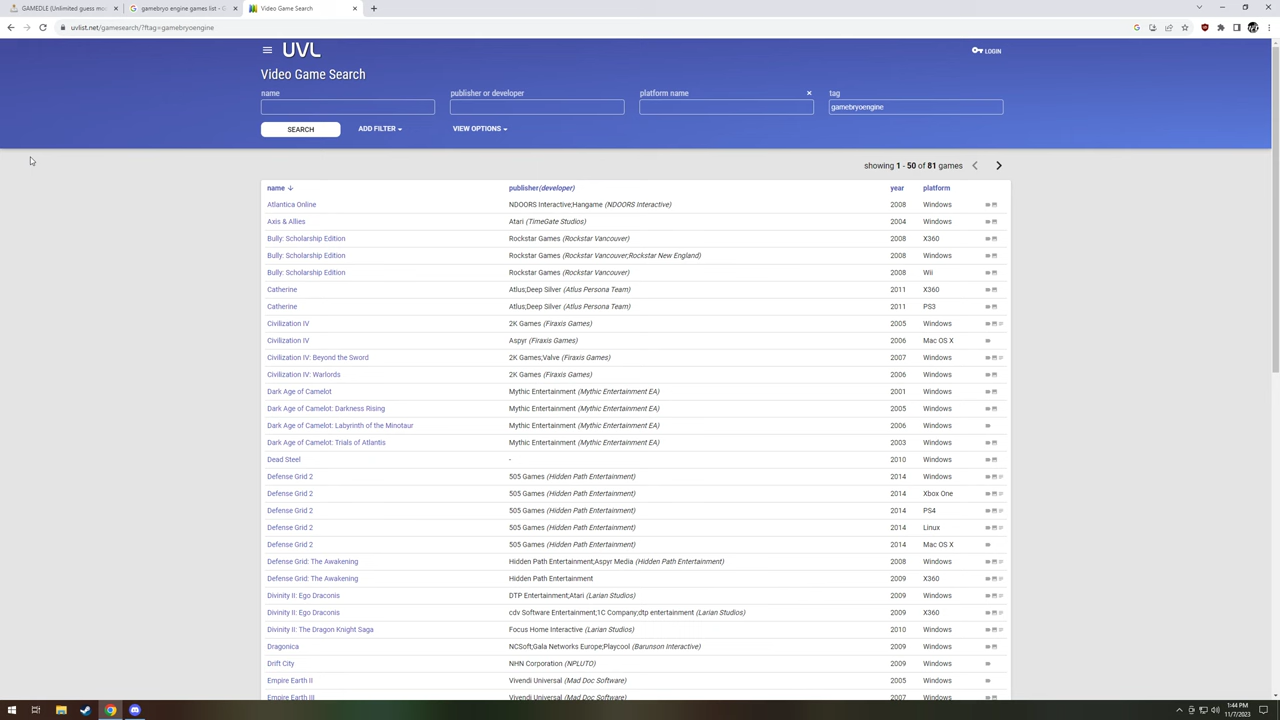 GAMEDLE (Unlimited guess mo
gamebryo engine games list - G
Video Game Search
uvlist.net/gamesearch/?ftag=gamebryoengine
UVL
LOGIN
Video Game Search
name publisher or developer platform name tag
gamebryoengine
SEARCH ADD FILTER VIEW OPTIONS
showing 1 - 50 of 81 games
name publisher(developer) year platform
Atlantica Online NDOORS Interactive;Hangame (NDOORS Interactive) 2008 Windows
Axis & Allies Atari (TimeGate Studios) 2004 Windows
Bully: Scholarship Edition Rockstar Games (Rockstar Vancouver) 2008 X360
Bully: Scholarship Edition Rockstar Games (Rockstar Vancouver;Rockstar New England) 2008 Windows
Bully: Scholarship Edition Rockstar Games (Rockstar Vancouver) 2008 Wii
Catherine Atlus;Deep Silver (Atlus Persona Team) 2011 X360
Catherine Atlus;Deep Silver (Atlus Persona Team) 2011 PS3
Civilization IV 2K Games (Firaxis Games) 2005 Windows
Civilization IV Aspyr (Firaxis Games) 2006 Mac OS X
Civilization IV: Beyond the Sword 2K Games;Valve (Firaxis Games) 2007 Windows
Civilization IV: Warlords 2K Games (Firaxis Games) 2006 Windows
Dark Age of Camelot Mythic Entertainment (Mythic Entertainment EA) 2001 Windows
Dark Age of Camelot: Darkness Rising Mythic Entertainment (Mythic Entertainment EA) 2005 Windows
Dark Age of Camelot: Labyrinth of the Minotaur Mythic Entertainment (Mythic Entertainment EA) 2006 Windows
Dark Age of Camelot: Trials of Atlantis Mythic Entertainment (Mythic Entertainment EA) 2003 Windows
Dead Steel - 2010 Windows
Defense Grid 2 505 Games (Hidden Path Entertainment) 2014 Windows
Defense Grid 2 505 Games (Hidden Path Entertainment) 2014 Xbox One
Defense Grid 2 505 Games (Hidden Path Entertainment) 2014 PS4
Defense Grid 2 505 Games (Hidden Path Entertainment) 2014 Linux
Defense Grid 2 505 Games (Hidden Path Entertainment) 2014 Mac OS X
Defense Grid: The Awakening Hidden Path Entertainment;Aspyr Media (Hidden Path Entertainment) 2008 Windows
Defense Grid: The Awakening Hidden Path Entertainment 2009 X360
Divinity II: Ego Draconis DTP Entertainment;Atari (Larian Studios) 2009 Windows
Divinity II: Ego Draconis cdv Software Entertainment;1C Company;dtp entertainment (Larian Studios) 2009 X360
Divinity II: The Dragon Knight Saga Focus Home Interactive (Larian Studios) 2010 Windows
Dragonica NCSoft;Gala Networks Europe;Playcool (Barunson Interactive) 2009 Windows
Drift City NHN Corporation (NPLUTO) 2009 Windows
Empire Earth II Vivendi Universal (Mad Doc Software) 2005 Windows
Empire Earth III Vivendi Universal (Mad Doc Software) 2007 Windows
1:44 PM
11/7/2023